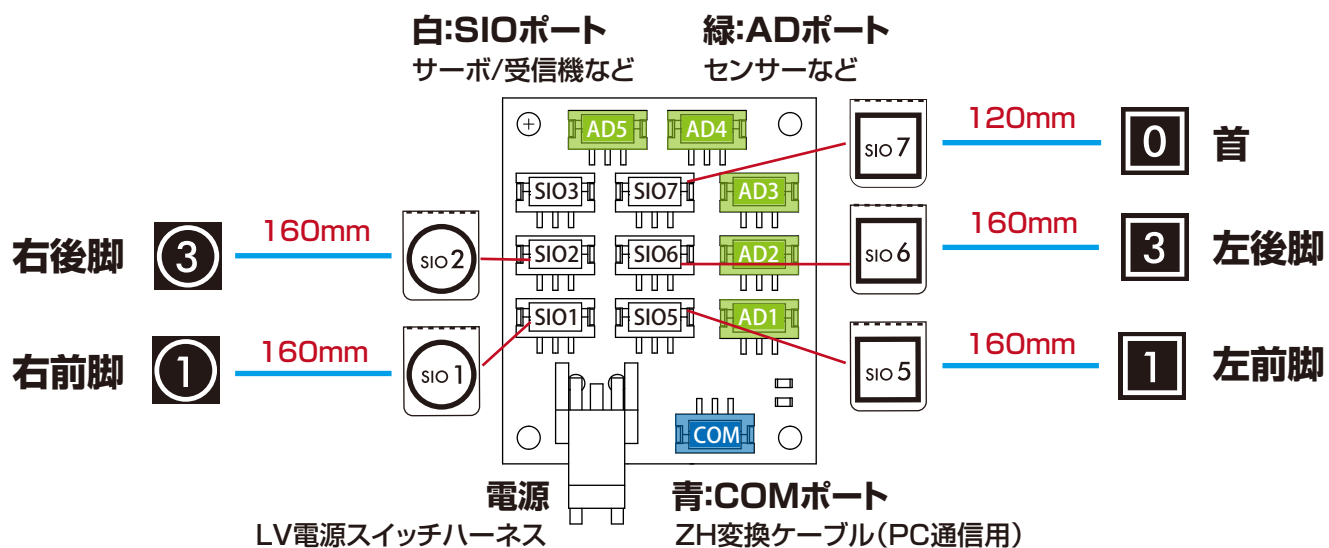 白:SIOポート
サーボ/受信機など
緑:ADポート
センサーなど
AD5 AD4
SIO3 SIO7 AD3
SIO2 SIO6 AD2
SIO1 SIO5 AD1
COM
SIO 7 120mm 0 首
右後脚 3 160mm SIO 2
SIO 6 160mm 3 左後脚
右前脚 1 160mm SIO 1
SIO 5 160mm 1 左前脚
電源
LV電源スイッチハーネス
青:COMポート
ZH変換ケーブル(PC通信用)